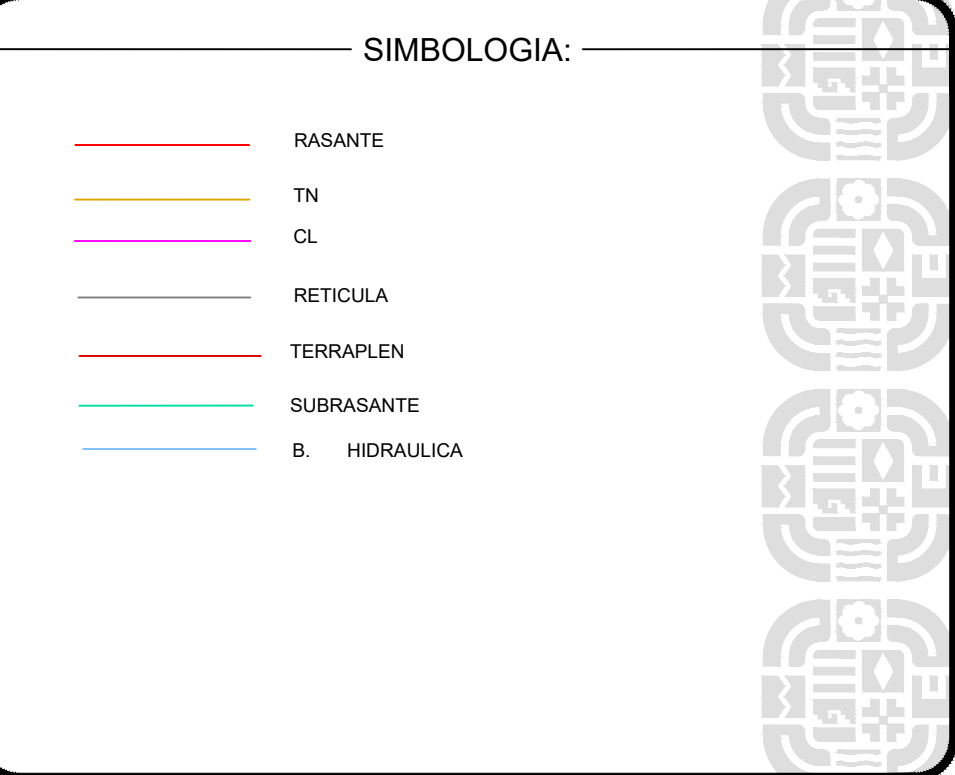 SIMBOLOGIA:
RASANTE
TN
CL
RETICULA
TERRAPLEN
SUBRASANTE
B. HIDRAULICA